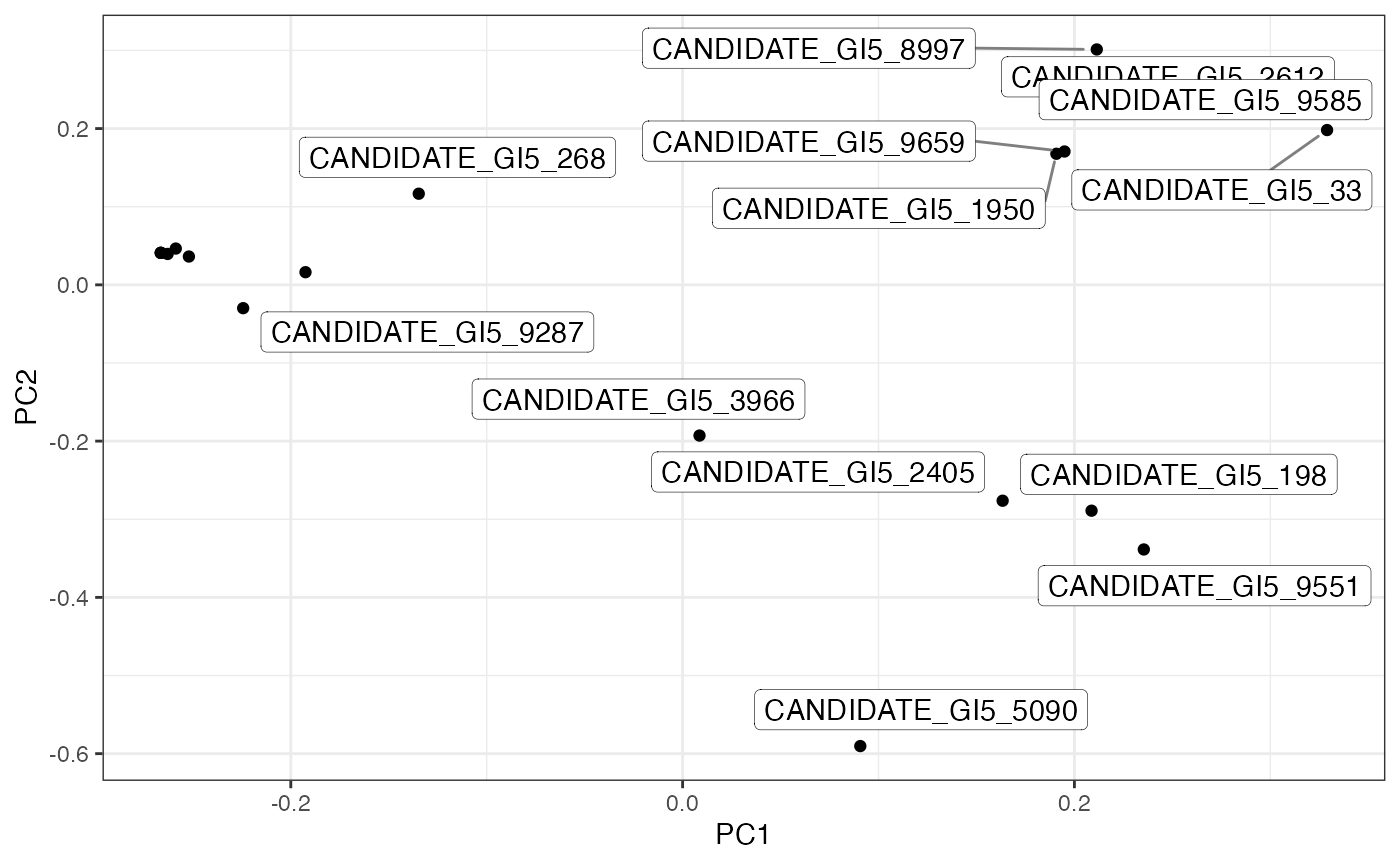 CANDIDATE_GI5_8997
CANDIDATE_GI5_2612
CANDIDATE_GI5_9585
0.2
CANDIDATE_GI5_9659
CANDIDATE_GI5_268
CANDIDATE_GI5_33
CANDIDATE_GI5_1950
0.0
CANDIDATE_GI5_9287
PC2
CANDIDATE_GI5_3966
-0.2
CANDIDATE_GI5_2405
CANDIDATE_GI5_198
CANDIDATE_GI5_9551
-0.4
CANDIDATE_GI5_5090
-0.6
-0.2
0.0
0.2
PC1